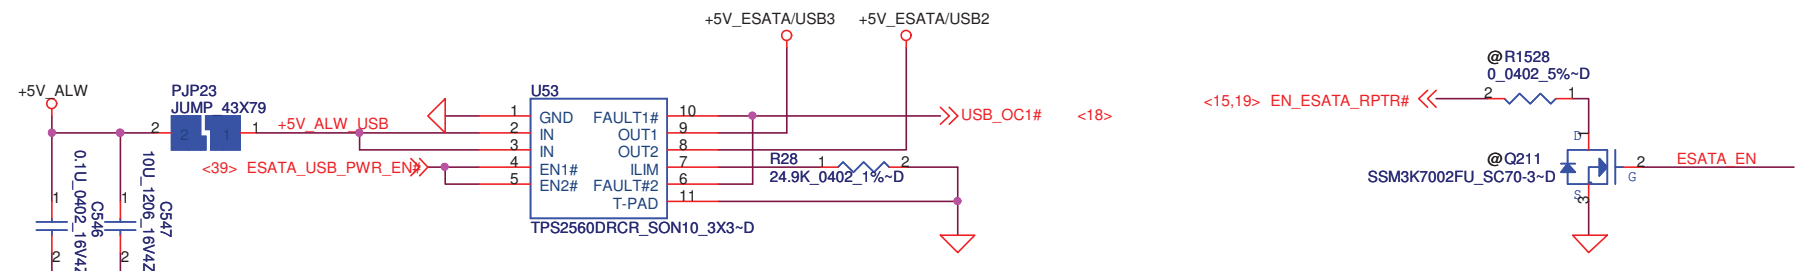 +5V_ESATA/USB3
+5V_ESATA/USB2
+5V_ALW
PJP23
JUMP_43X79
2
2
1
1
+5V_ALW_USB
<39> ESATA_USB_PWR_EN#
0.1U_0402_16V4Z
C546
1
2
10U_1206_16V4Z
C547
1
2
U53
1 GND FAULT1# 10
2 IN OUT1 9
3 IN OUT2 8
4 EN1# ILIM 7
5 EN2# FAULT#2 6
T-PAD 11
TPS2560DRCR_SON10_3X3~D
USB_OC1# <18>
R28 1 2
24.9K_0402_1%~D
@R1528
0_0402_5%~D
<15,19> EN_ESATA_RPTR# 2 1
D 1
@Q211
SSM3K7002FU_SC70-3~D
2 ESATA_EN
G
S 3